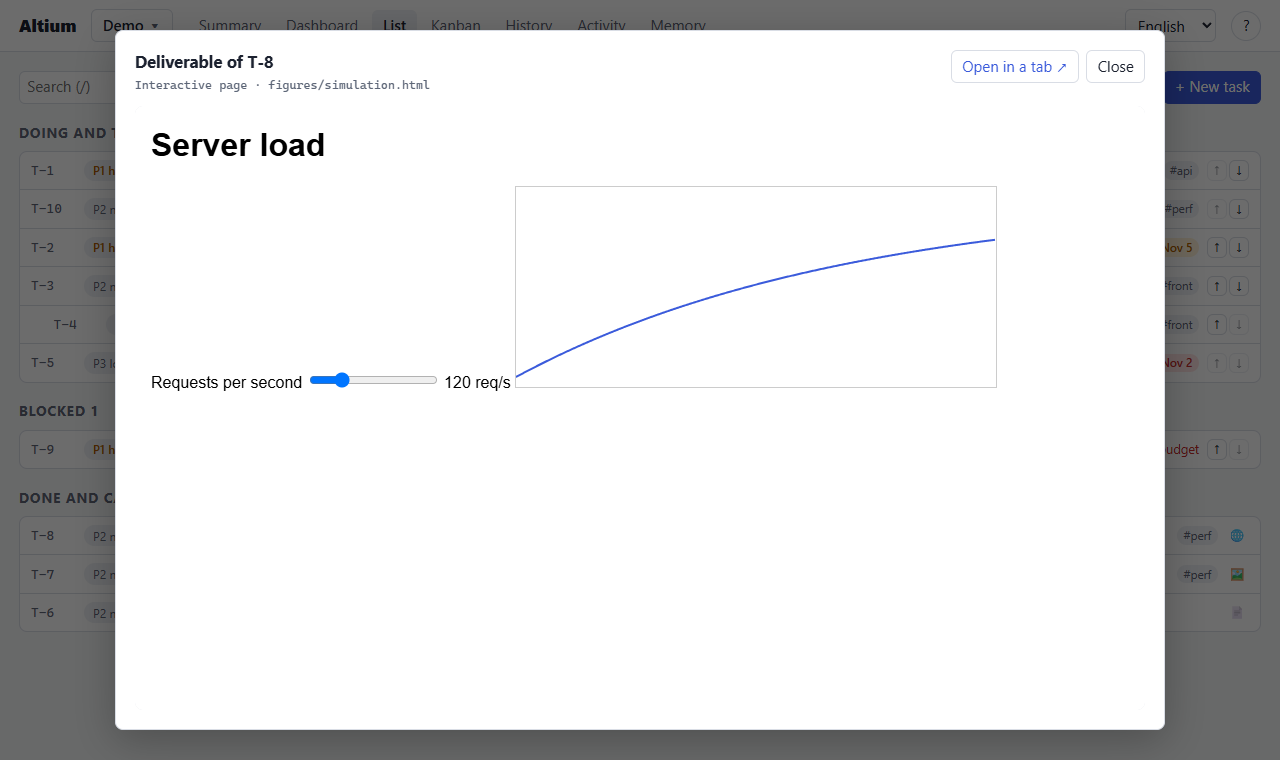 Altium Demo ▾ Summary Dashboard List Kanban History Activity Memory English ?
Deliverable of T-8
Open in a tab ↗ Close
Interactive page · figures/simulation.html
Search (/)
+ New task
Server load
DOING AND T
T-1 P1 h #api ↑ ↓
T-10 P2 n #perf ↑ ↓
T-2 P1 h Nov 5 ↑ ↓
T-3 P2 n #front ↑ ↓
T-4 #front ↑ ↓
T-5 P3 lo Nov 2 ↑ ↓
Requests per second 120 req/s
BLOCKED 1
T-9 P1 h budget ↑ ↓
DONE AND CA
T-8 P2 n #perf
T-7 P2 n #perf
T-6 P2 n